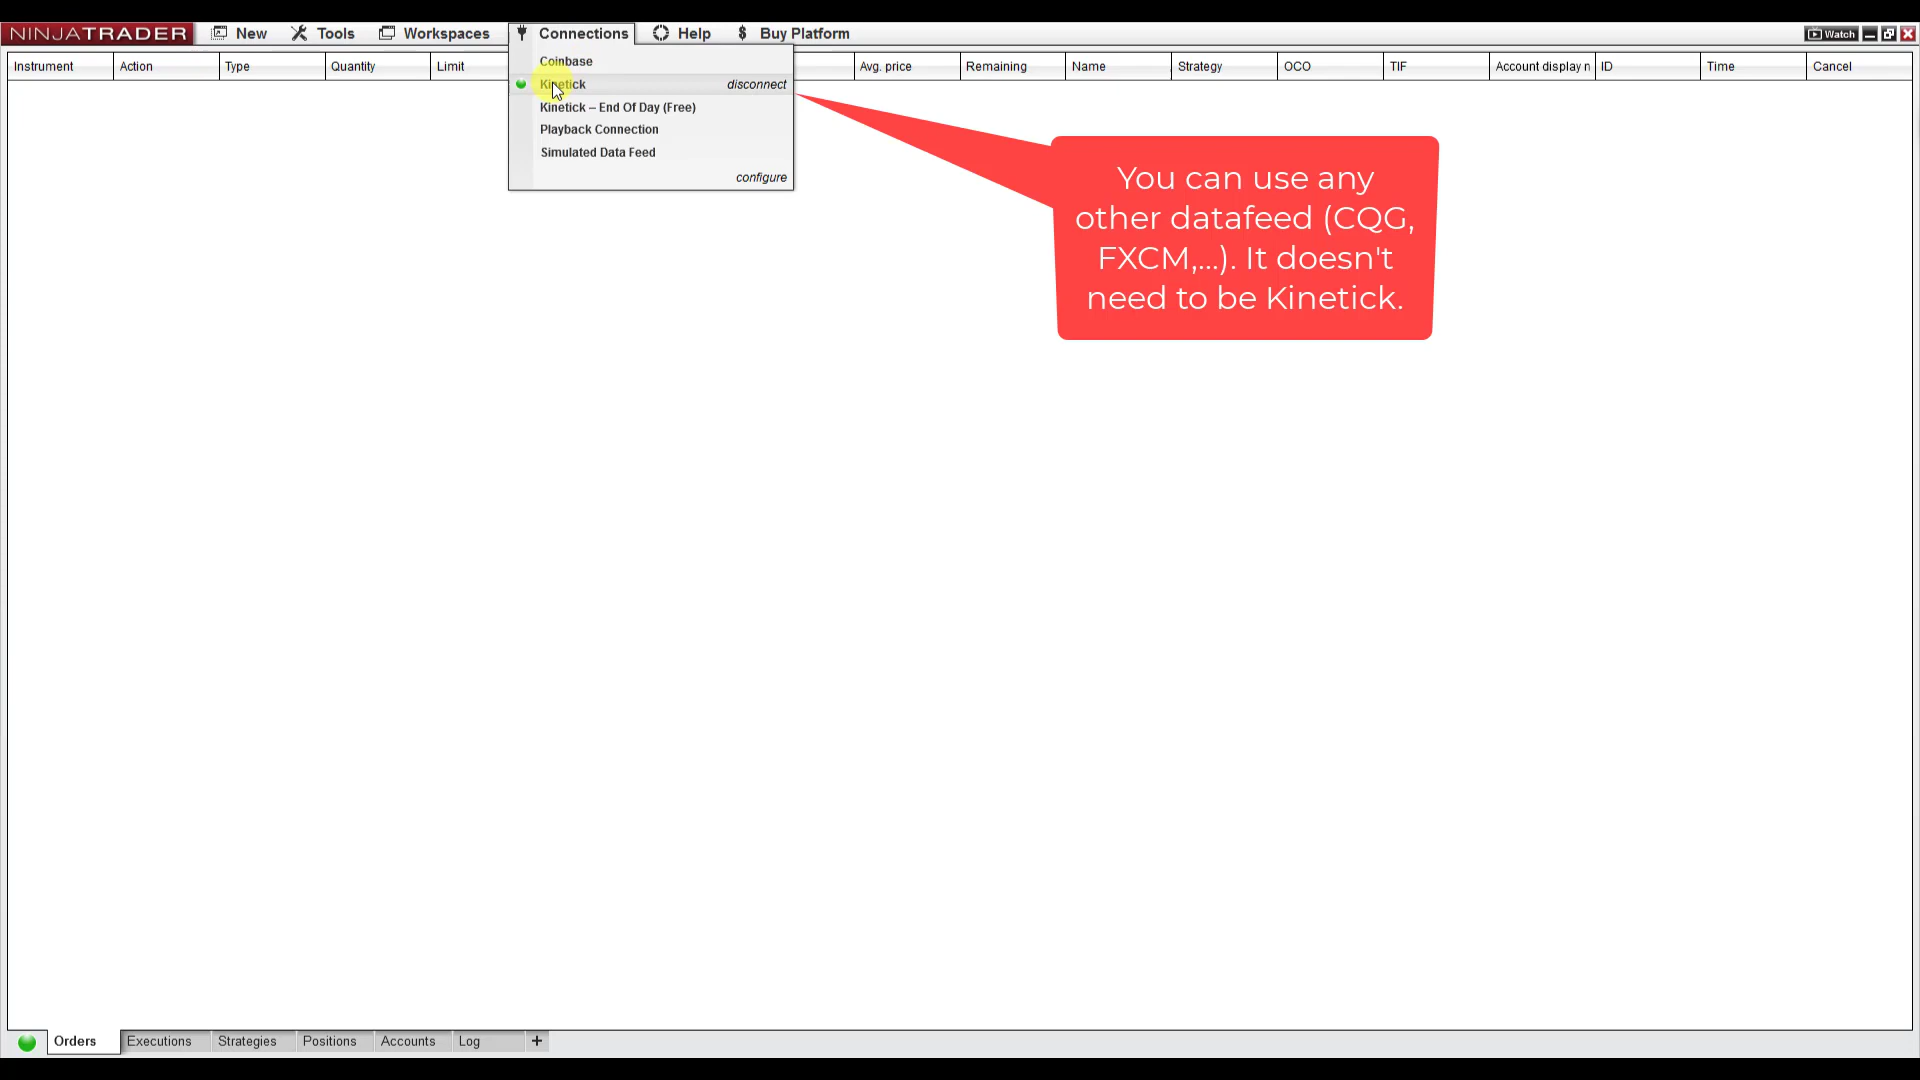 NINJATRADER New Tools Workspaces Connections Help $ Buy Platform Watch
Instrument Action Type Quantity Limit Avg. price Remaining Name Strategy OCO TIF Account display n ID Time Cancel
Coinbase
Kinetick disconnect
Kinetick – End Of Day (Free)
Playback Connection
Simulated Data Feed
configure
You can use any
other datafeed (CQG,
FXCM,...). It doesn't
need to be Kinetick.
Orders Executions Strategies Positions Accounts Log +